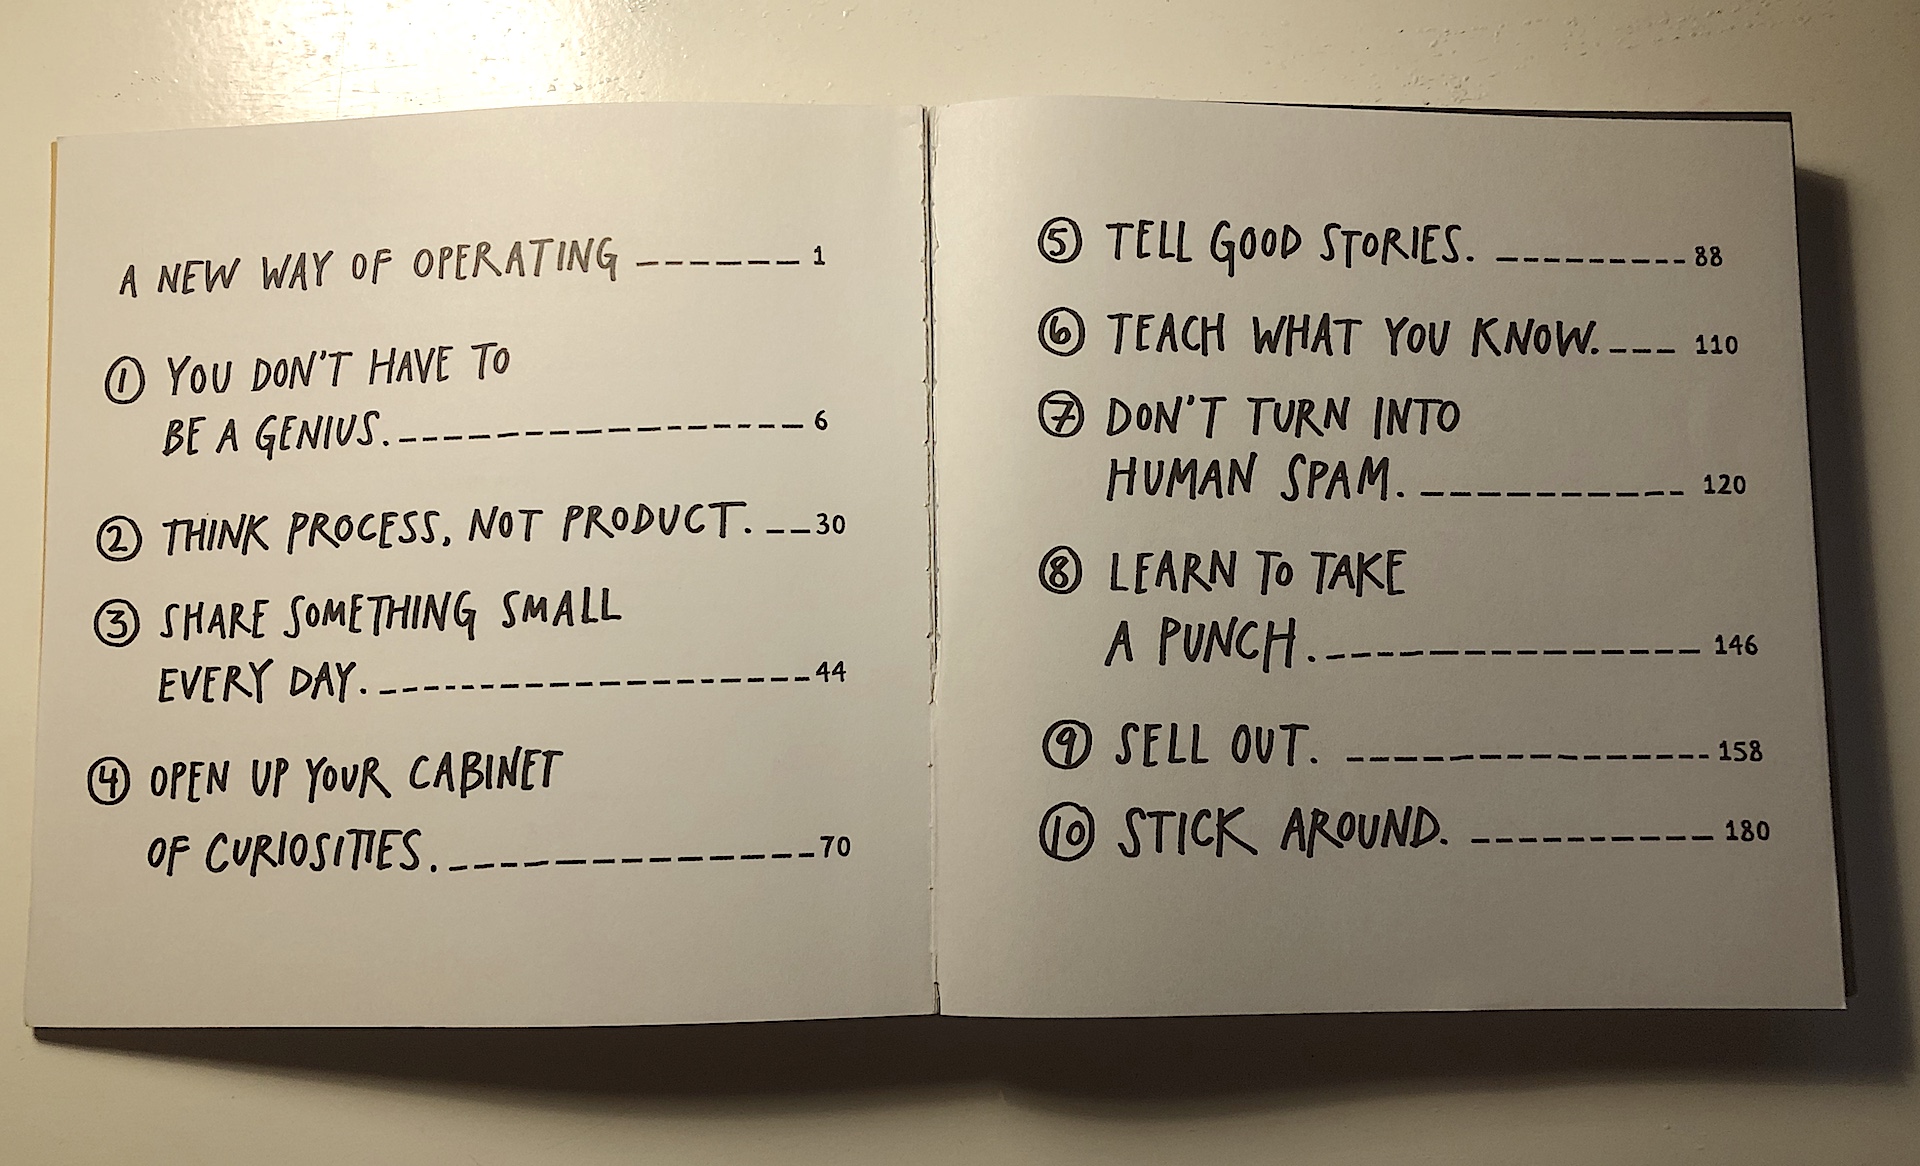 A NEW WAY OF OPERATING ------ 1
① YOU DON'T HAVE TO
BE A GENIUS. ----------------- 6
② THINK PROCESS, NOT PRODUCT. -- 30
③ SHARE SOMETHING SMALL
EVERY DAY. ------------------- 44
④ OPEN UP YOUR CABINET
OF CURIOSITIES. -------------- 70
⑤ TELL GOOD STORIES. --------- 88
⑥ TEACH WHAT YOU KNOW. --- 110
⑦ DON'T TURN INTO
HUMAN SPAM. ---------- 120
⑧ LEARN TO TAKE
A PUNCH. ---------------- 146
⑨ SELL OUT. --------------- 158
⑩ STICK AROUND. ---------- 180